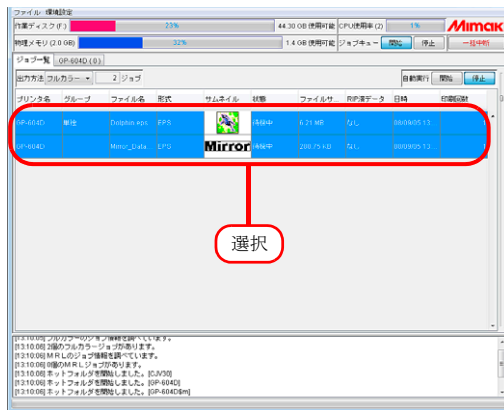 ファイル 環境設定
作業ディスク(F:) 23% 44.30 GB 使用可能 CPU使用率 (2) 1% Mimaki
物理メモリ (2.0 GB) 32% 1.4 GB 使用可能 ジョブキュー 開始 停止 一括中断
ジョブ一覧 GP-604D ( 0 )
出力方法 フルカラー 2 ジョブ 自動実行 開始 停止
プリンタ名 グループ ファイル名 形式 サムネイル 状態 ファイルサ... RIP済データ 日時 印刷回数
GP-604D 単独 Dolphin.eps EPS 待機中 6.21 MB なし 08/09/05 13...
GP-604D Mirror_Data... EPS Mirror 待機中 288.75 kB なし 08/09/05 13...
選択
[13:10:05] フルカラーのジョブ情報を調べています。
[13:10:06] 2個のフルカラージョブがあります。
[13:10:06] MRLのジョブ情報を調べています。
[13:10:06] 0個のMRLジョブがあります。
[13:10:06] ホットフォルダを開始しました。[CJV30]
[13:10:06] ホットフォルダを開始しました。[GP-604D]
[13:10:06] ホットフォルダを開始しました。[GP-604D$m]